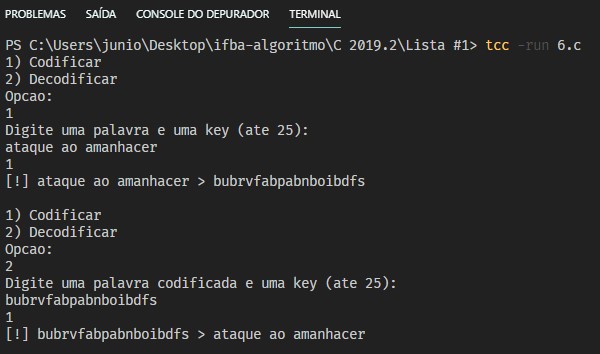 PROBLEMAS SAÍDA CONSOLE DO DEPURADOR TERMINAL
PS C:\Users\junio\Desktop\ifba-algoritmo\C 2019.2\Lista #1> tcc -run 6.c
1) Codificar
2) Decodificar
Opcao:
1
Digite uma palavra e uma key (ate 25):
ataque ao amanhacer
1
[!] ataque ao amanhacer > bubrvfabpabnboibdfs
1) Codificar
2) Decodificar
Opcao:
2
Digite uma palavra codificada e uma key (ate 25):
bubrvfabpabnboibdfs
1
[!] bubrvfabpabnboibdfs > ataque ao amanhacer